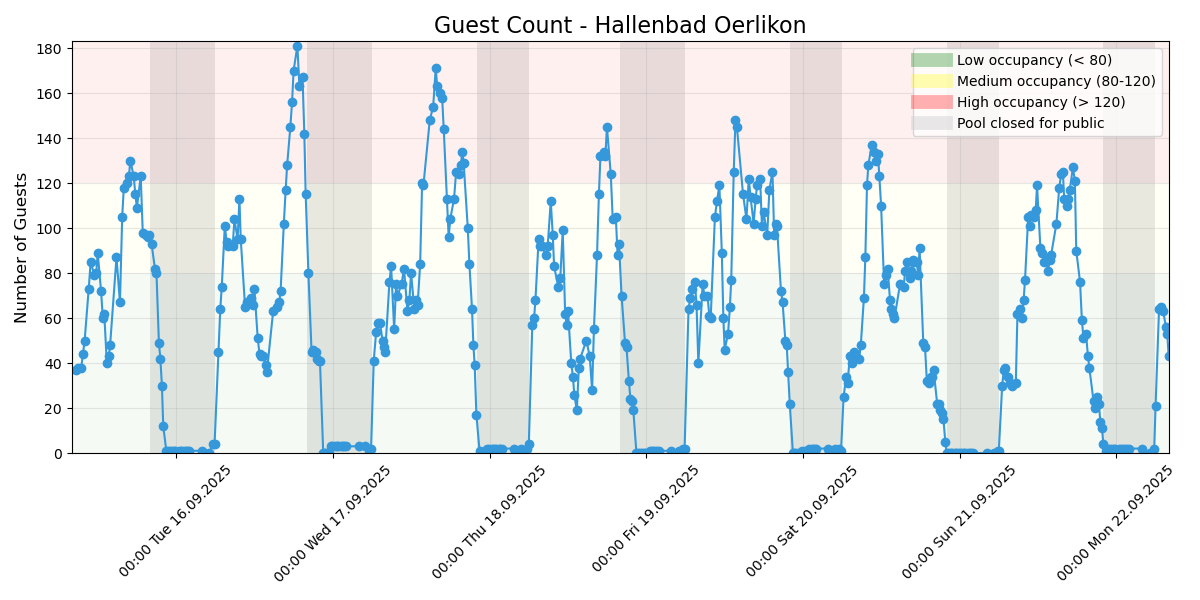 Guest Count - Hallenbad Oerlikon
Number of Guests
180
160
140
120
100
80
60
40
20
0
Low occupancy (< 80)
Medium occupancy (80-120)
High occupancy (> 120)
Pool closed for public
00:00 Tue 16.09.2025
00:00 Wed 17.09.2025
00:00 Thu 18.09.2025
00:00 Fri 19.09.2025
00:00 Sat 20.09.2025
00:00 Sun 21.09.2025
00:00 Mon 22.09.2025